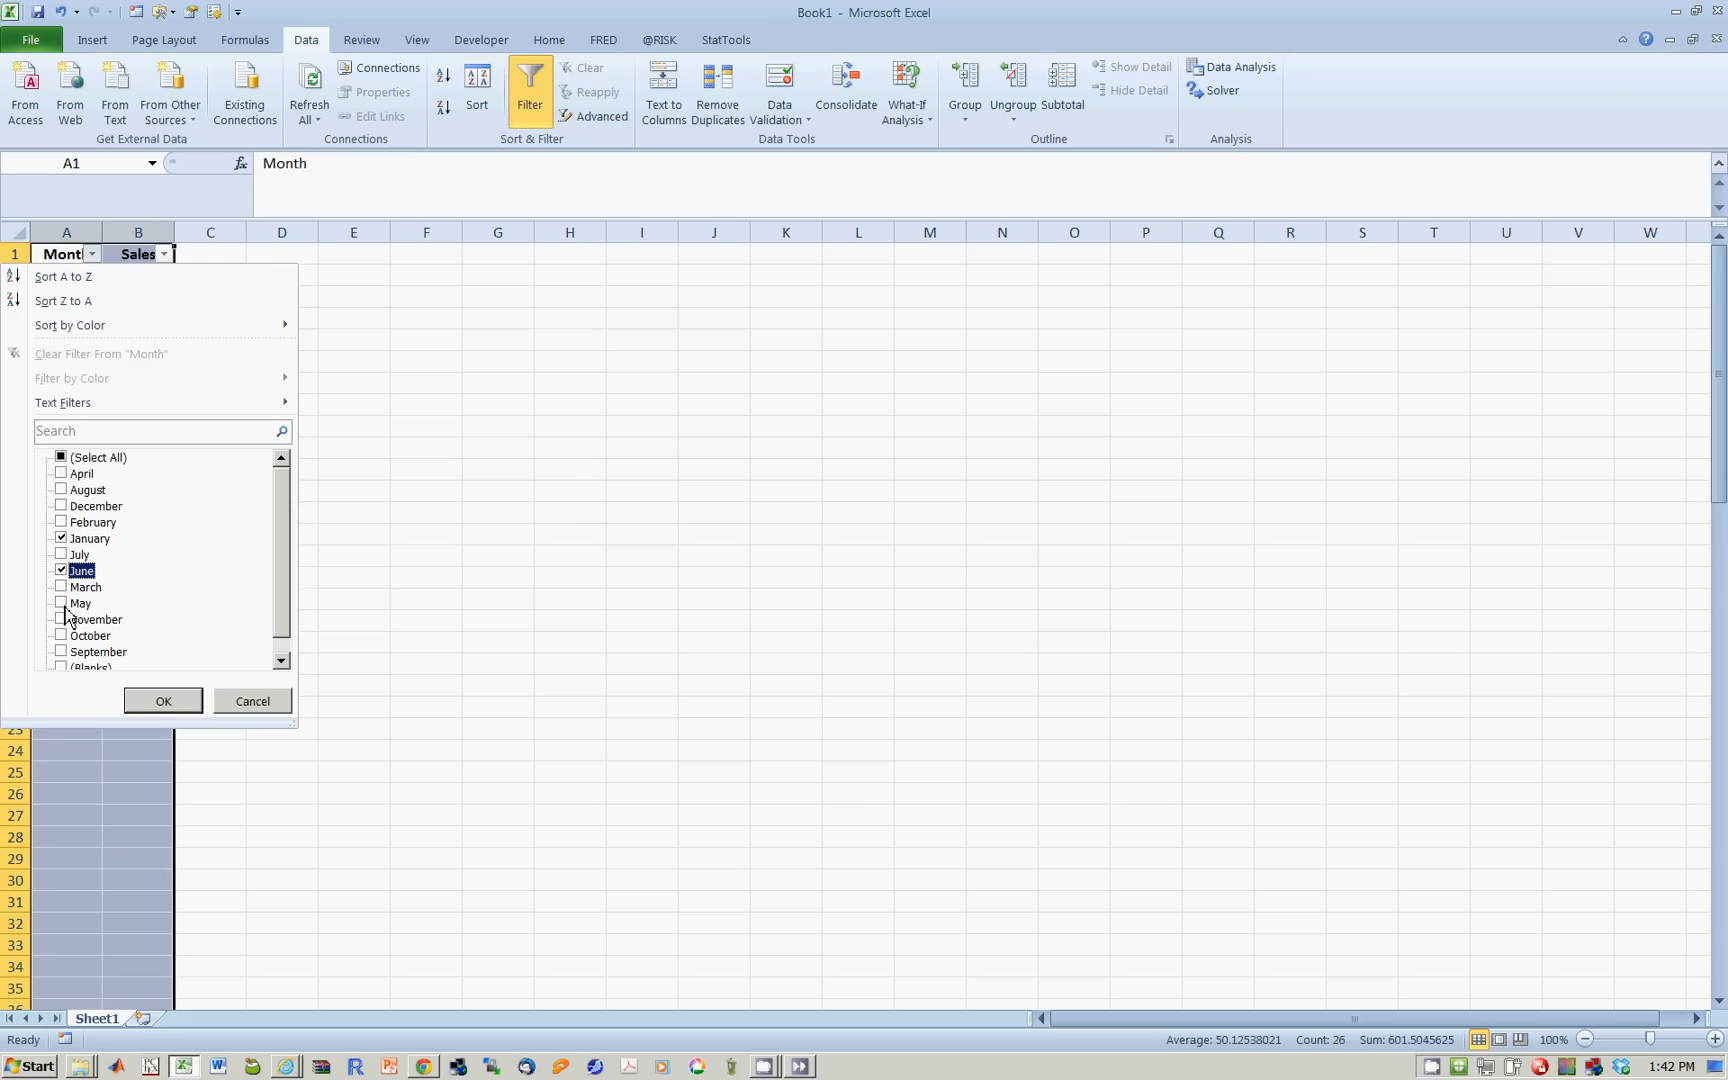 Book1 - Microsoft Excel
File Insert Page Layout Formulas Data Review View Developer Home FRED @RISK StatTools
From Access
From Web
From Text
From Other Sources
Existing Connections
Get External Data
Refresh All
Connections
Properties
Edit Links
Connections
Sort
Filter
Clear
Reapply
Advanced
Sort & Filter
Text to Columns
Remove Duplicates
Data Validation
Consolidate
What-If Analysis
Data Tools
Group
Ungroup
Subtotal
Show Detail
Hide Detail
Outline
Data Analysis
Solver
Analysis
A1 fx Month
A B C D E F G H I J K L M N O P Q R S T U V W
1 Month Sales
Sort A to Z
Sort Z to A
Sort by Color
Clear Filter From "Month"
Filter by Color
Text Filters
Search
(Select All)
April
August
December
February
January
July
June
March
May
November
October
September
(Blanks)
OK Cancel
23
24
25
26
27
28
29
30
31
32
33
34
35
36
Sheet1
Ready Average: 50.12538021 Count: 26 Sum: 601.5045625 100%
Start 1:42 PM